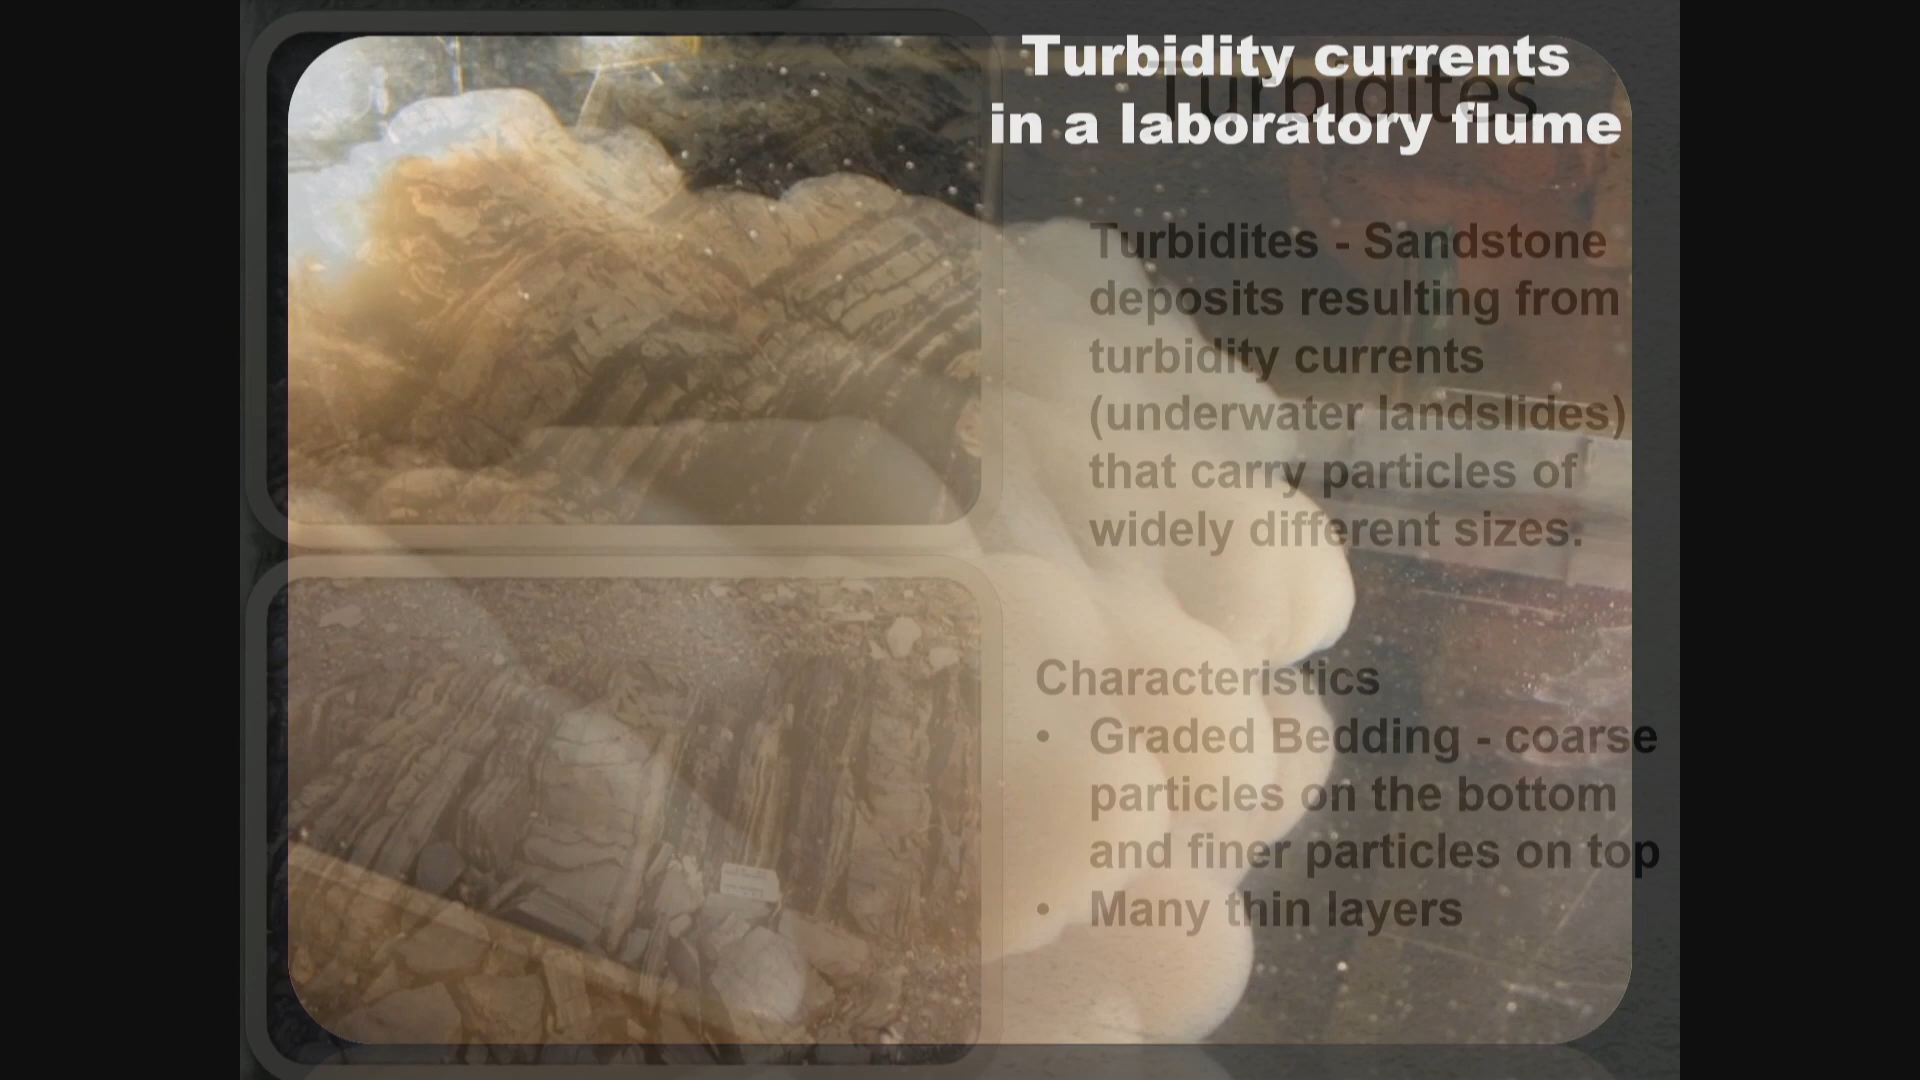 Turbidity currents
in a laboratory flume
Turbidites
Turbidites - Sandstone
deposits resulting from
turbidity currents
(underwater landslides)
that carry particles of
widely different sizes.
Characteristics
• Graded Bedding - coarse
particles on the bottom
and finer particles on top
• Many thin layers